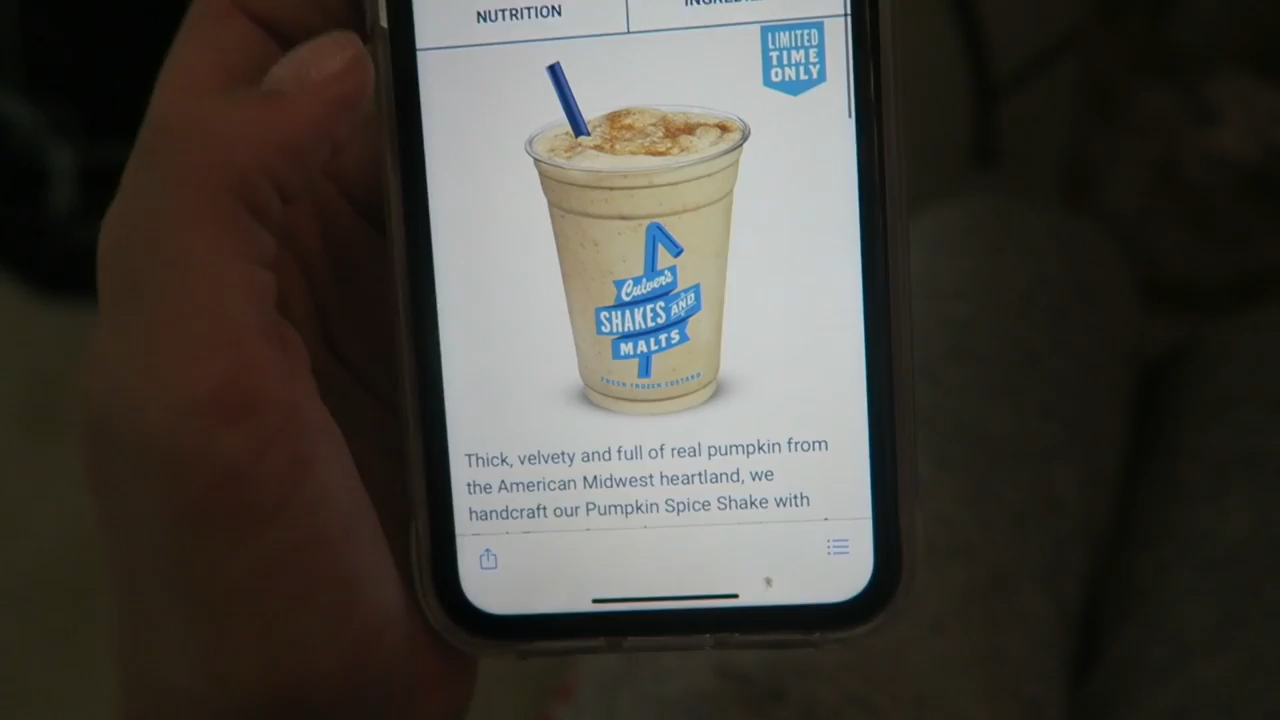 NUTRITION
LIMITED
TIME
ONLY
Culver's
SHAKES AND
MALTS
FRESH FROZEN CUSTARD
Thick, velvety and full of real pumpkin from
the American Midwest heartland, we
handcraft our Pumpkin Spice Shake with